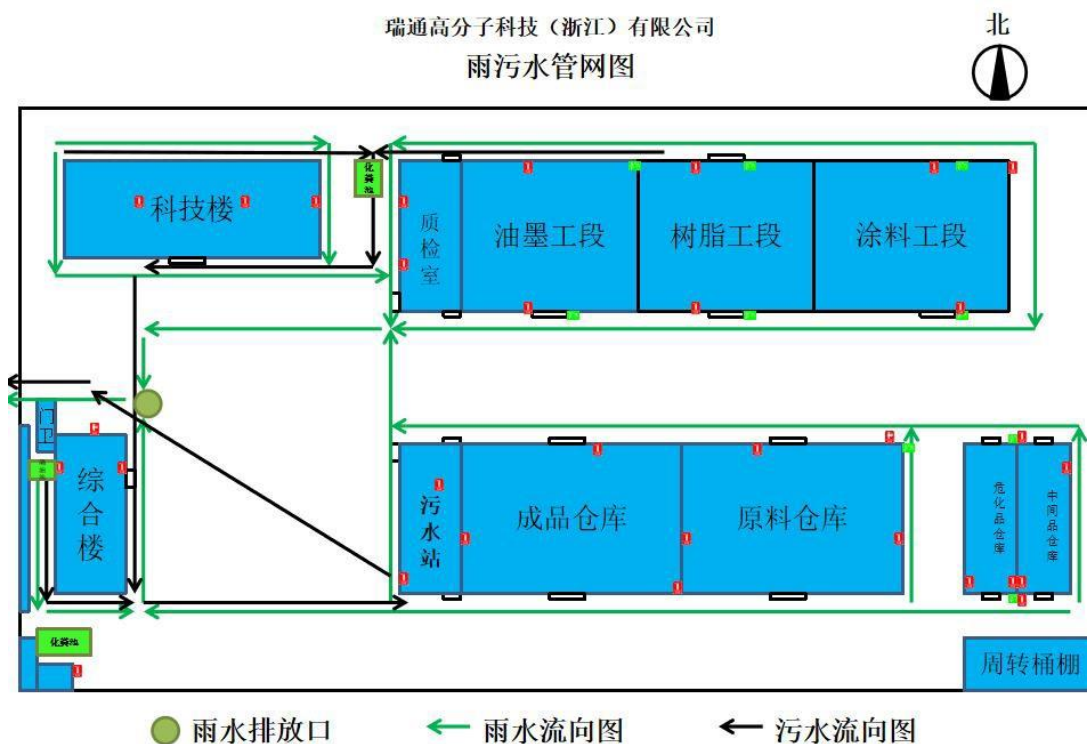 瑞通高分子科技（浙江）有限公司
雨污水管网图
北
科技楼
化粪池
质检室
油墨工段
树脂工段
涂料工段
门卫
综合楼
污水站
成品仓库
原料仓库
危化品仓库
中间品仓库
化粪池
周转桶棚
雨水排放口
雨水流向图
污水流向图